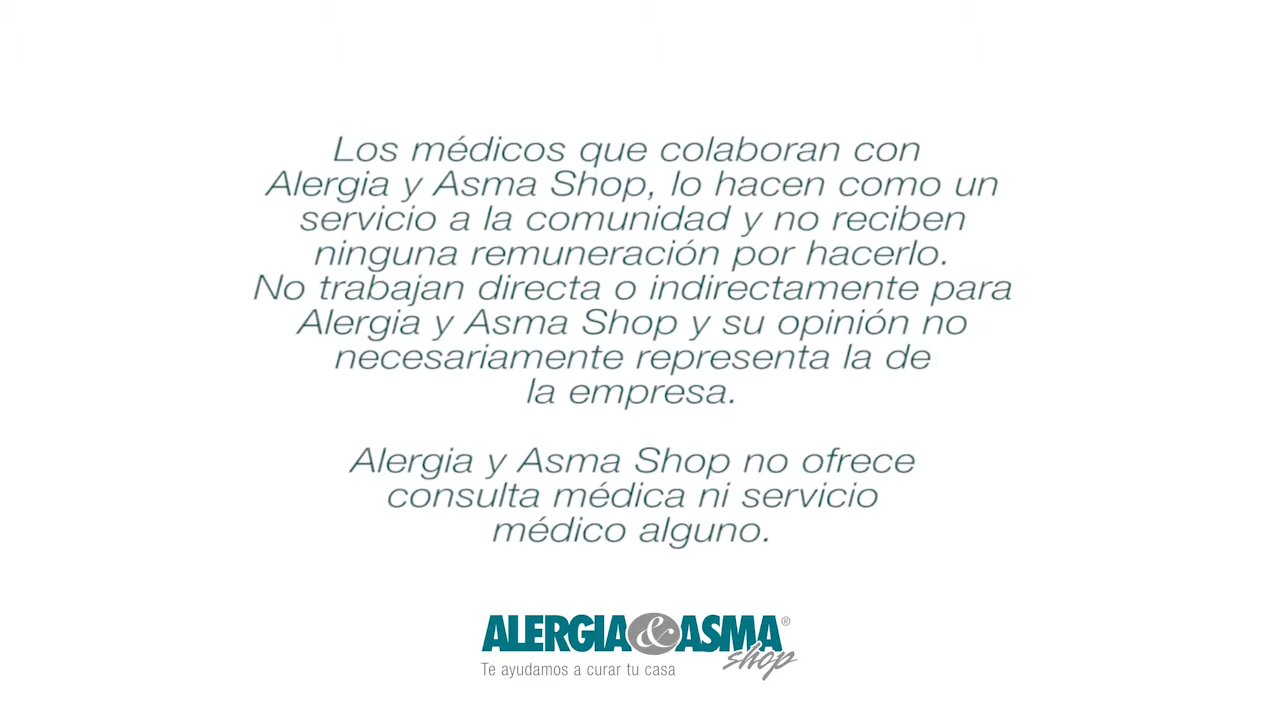 Los médicos que colaboran con
Alergia y Asma Shop, lo hacen como un
servicio a la comunidad y no reciben
ninguna remuneración por hacerlo.
No trabajan directa o indirectamente para
Alergia y Asma Shop y su opinión no
necesariamente representa la de
la empresa.
Alergia y Asma Shop no ofrece
consulta médica ni servicio
médico alguno.
ALERGIA & ASMA®
shop
Te ayudamos a curar tu casa